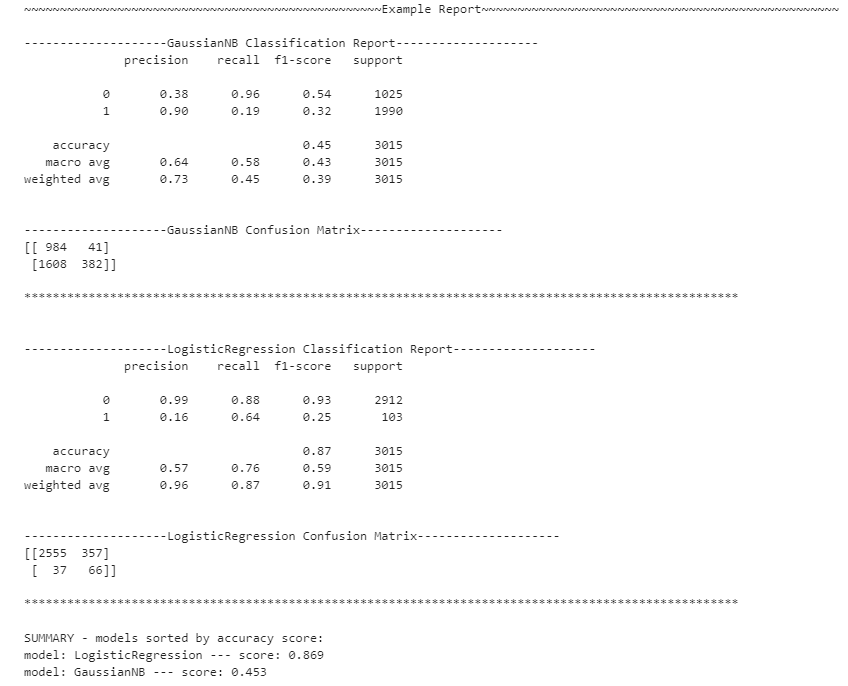 ~~~~~~~~~~~~~~~~~~~~~~~~~~~~~~~~~~~~~~~~~~~~~~~~~~Example Report~~~~~~~~~~~~~~~~~~~~~~~~~~~~~~~~~~~~~~~~~~~~~~~~~~
--------------------GaussianNB Classification Report--------------------
              precision    recall  f1-score   support
           0       0.38      0.96      0.54      1025
           1       0.90      0.19      0.32      1990
    accuracy                           0.45      3015
   macro avg       0.64      0.58      0.43      3015
weighted avg       0.73      0.45      0.39      3015
--------------------GaussianNB Confusion Matrix--------------------
[[ 984   41]
 [1608  382]]
****************************************************************************************************
--------------------LogisticRegression Classification Report--------------------
              precision    recall  f1-score   support
           0       0.99      0.88      0.93      2912
           1       0.16      0.64      0.25       103
    accuracy                           0.87      3015
   macro avg       0.57      0.76      0.59      3015
weighted avg       0.96      0.87      0.91      3015
--------------------LogisticRegression Confusion Matrix--------------------
[[2555  357]
 [  37   66]]
****************************************************************************************************
SUMMARY - models sorted by accuracy score:
model: LogisticRegression --- score: 0.869
model: GaussianNB --- score: 0.453